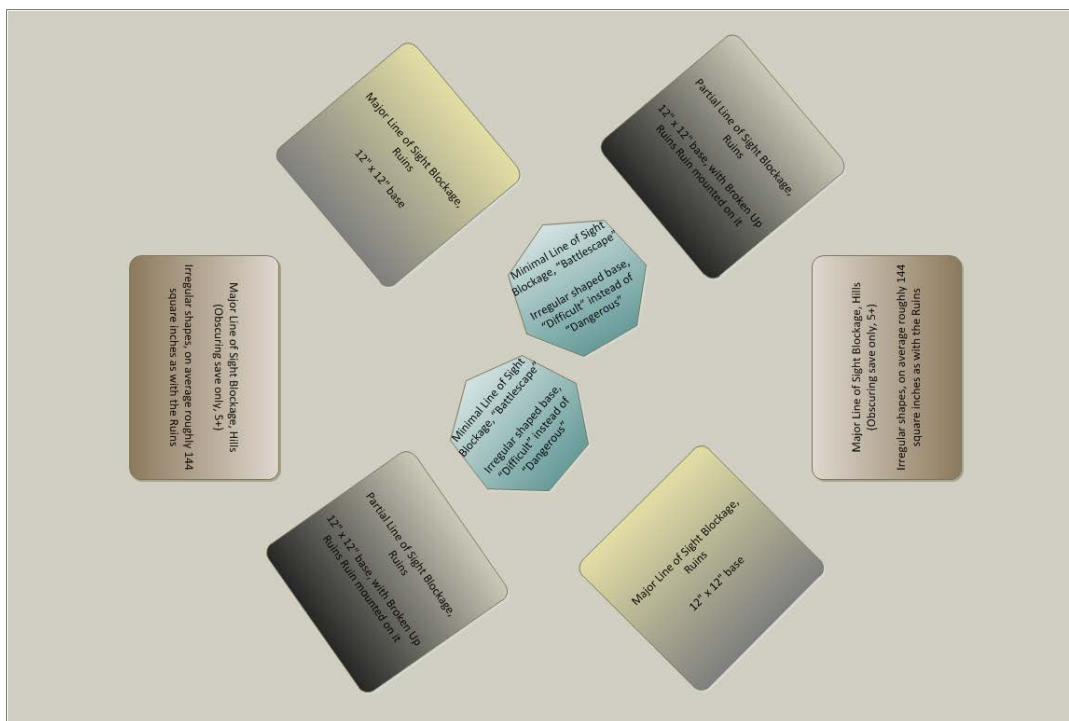 Major Line of Sight Blockage,
Ruins
12" x 12" base
Partial Line of Sight Blockage,
Ruins
12" x 12" base, with Broken Up
Ruins Ruin mounted on it
Minimal Line of Sight
Blockage, “Battlescape”
Irregular shaped base,
“Difficult” instead of
“Dangerous”
Major Line of Sight Blockage, Hills
(Obscuring save only, 5+)
Irregular shapes, on average roughly 144
square inches as with the Ruins
Major Line of Sight Blockage, Hills
(Obscuring save only, 5+)
Irregular shapes, on average roughly 144
square inches as with the Ruins
Minimal Line of Sight
Blockage, “Battlescape”
Irregular shaped base,
“Difficult” instead of
“Dangerous”
Partial Line of Sight Blockage,
Ruins
12" x 12" base, with Broken Up
Ruins Ruin mounted on it
Major Line of Sight Blockage,
Ruins
12" x 12" base